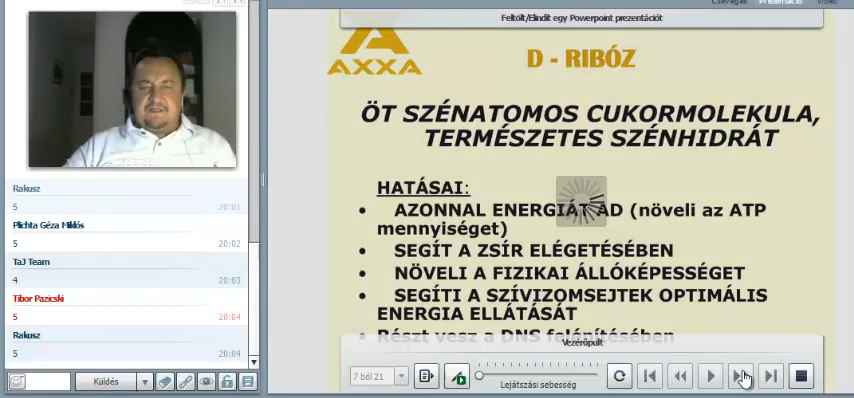 Csevegés Prezentáció Videó
Feltölt/Elindít egy Powerpoint prezentációt
AXXA
D - RIBÓZ
ÖT SZÉNATOMOS CUKORMOLEKULA,
TERMÉSZETES SZÉNHIDRÁT
HATÁSAI:
• AZONNAL ENERGIÁT AD (növeli az ATP
mennyiséget)
• SEGÍT A ZSÍR ELÉGETÉSÉBEN
• NÖVELI A FIZIKAI ÁLLÓKÉPESSÉGET
• SEGÍTI A SZÍVIZOMSEJTEK OPTIMÁLIS
ENERGIA ELLÁTÁSÁT
• Részt vesz a DNS felépítésében
Vezérlőpult
7 ból 21
Lejátszási sebesség
Rakusz
5 20:01
Plichta Géza Miklós
5 20:02
TaJ Team
4 20:03
Tibor Pazicski
5 20:04
Rakusz
5 20:04
Küldés